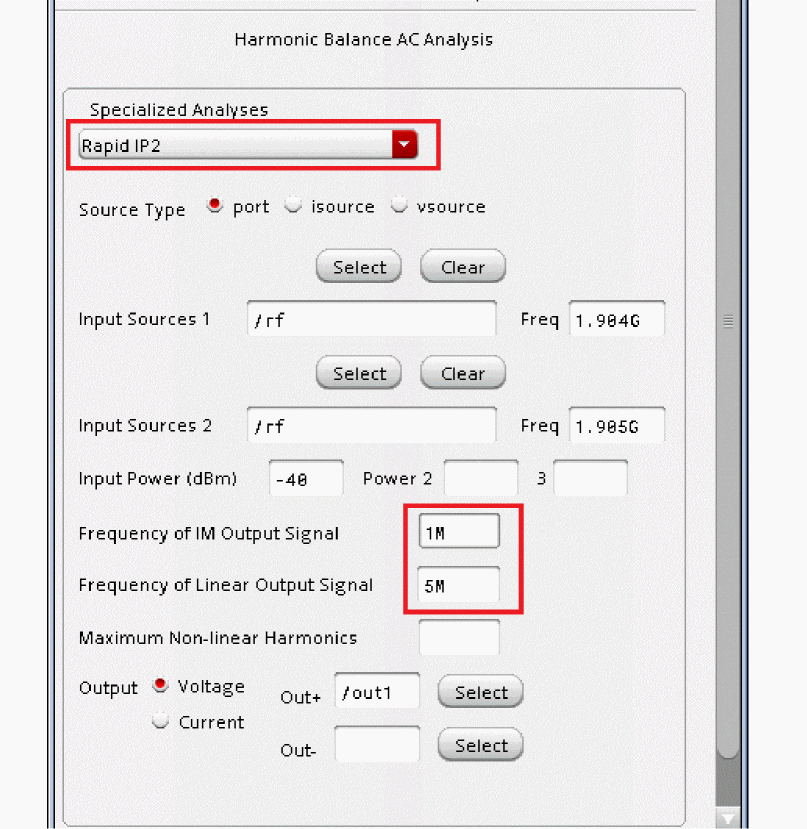 Harmonic Balance AC Analysis
Specialized Analyses
Rapid IP2
Source Type port isource vsource
Select Clear
Input Sources 1 /rf Freq 1.904G
Select Clear
Input Sources 2 /rf Freq 1.905G
Input Power (dBm) -40 Power 2 3
Frequency of IM Output Signal 1M
Frequency of Linear Output Signal 5M
Maximum Non-linear Harmonics
Output Voltage Out+ /out1 Select
Current
Out- Select